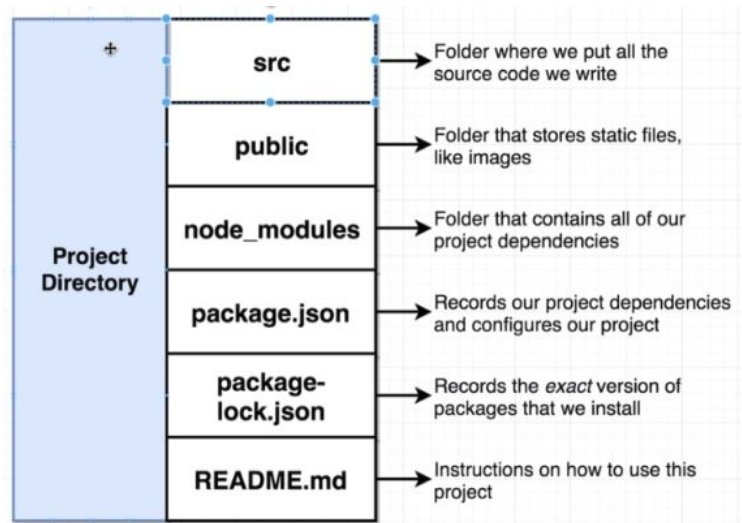 src
Folder where we put all the
source code we write
public
Folder that stores static files,
like images
node_modules
Folder that contains all of our
project dependencies
Project
Directory
package.json
Records our project dependencies
and configures our project
package-
lock.json
Records the exact version of
packages that we install
README.md
Instructions on how to use this
project